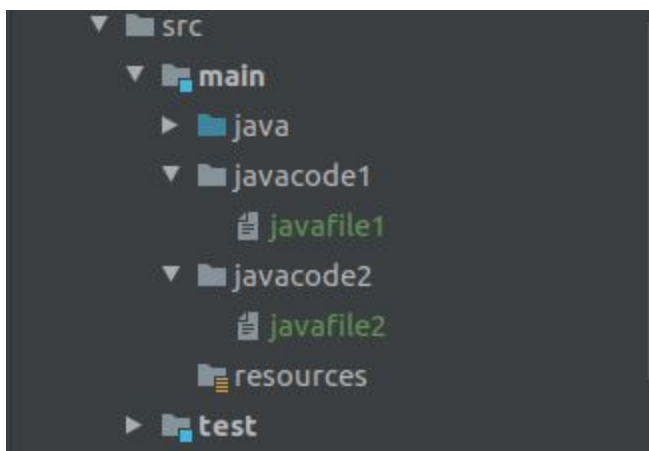 src
main
java
javacode1
javafile1
javacode2
javafile2
resources
test